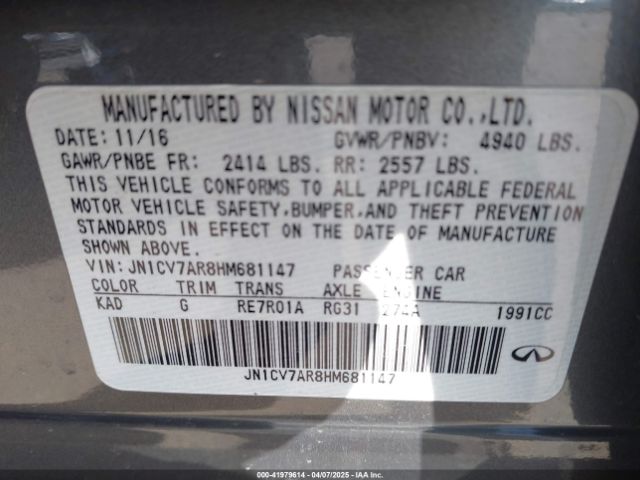 MANUFACTURED BY NISSAN MOTOR CO.,LTD.
DATE: 11/16 GVWR/PNBV: 4940 LBS.
GAWR/PNBE FR: 2414 LBS. RR: 2557 LBS.
THIS VEHICLE CONFORMS TO ALL APPLICABLE FEDERAL
MOTOR VEHICLE SAFETY,BUMPER,AND THEFT PREVENTION
STANDARDS IN EFFECT ON THE DATE OF MANUFACTURE
SHOWN ABOVE.
VIN: JN1CV7AR8HM681147 PASSENGER CAR
COLOR TRIM TRANS AXLE ENGINE
KAD G RE7R01A RG31 274A 1991CC
JN1CV7AR8HM681147
000-41979614 - 04/07/2025 - IAA Inc.